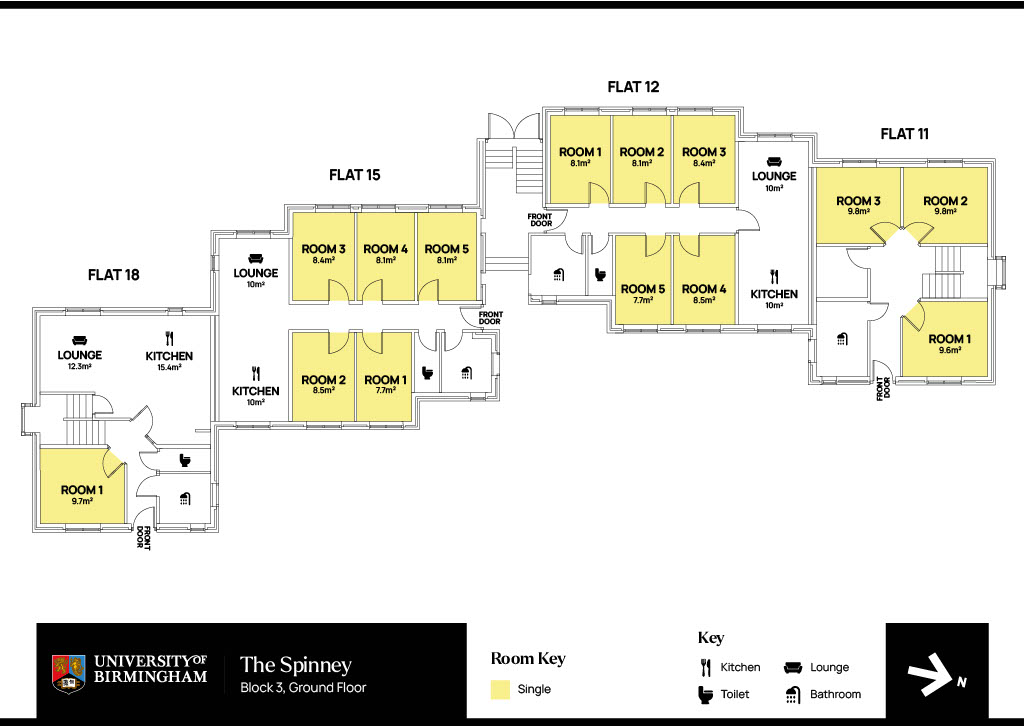 FLAT 12
FLAT 11
FLAT 15
FLAT 18
ROOM 1
8.1m²
ROOM 2
8.1m²
ROOM 3
8.4m²
LOUNGE
10m²
FRONT
DOOR
ROOM 5
7.7m²
ROOM 4
8.5m²
KITCHEN
10m²
ROOM 3
9.8m²
ROOM 2
9.8m²
ROOM 1
9.6m²
FRONT
DOOR
LOUNGE
10m²
ROOM 3
8.4m²
ROOM 4
8.1m²
ROOM 5
8.1m²
FRONT
DOOR
KITCHEN
10m²
ROOM 2
8.5m²
ROOM 1
7.7m²
LOUNGE
12.3m²
KITCHEN
15.4m²
ROOM 1
9.7m²
FRONT
DOOR
UNIVERSITY OF
BIRMINGHAM
The Spinney
Block 3, Ground Floor
Room Key
Single
Key
Kitchen
Lounge
Toilet
Bathroom
N